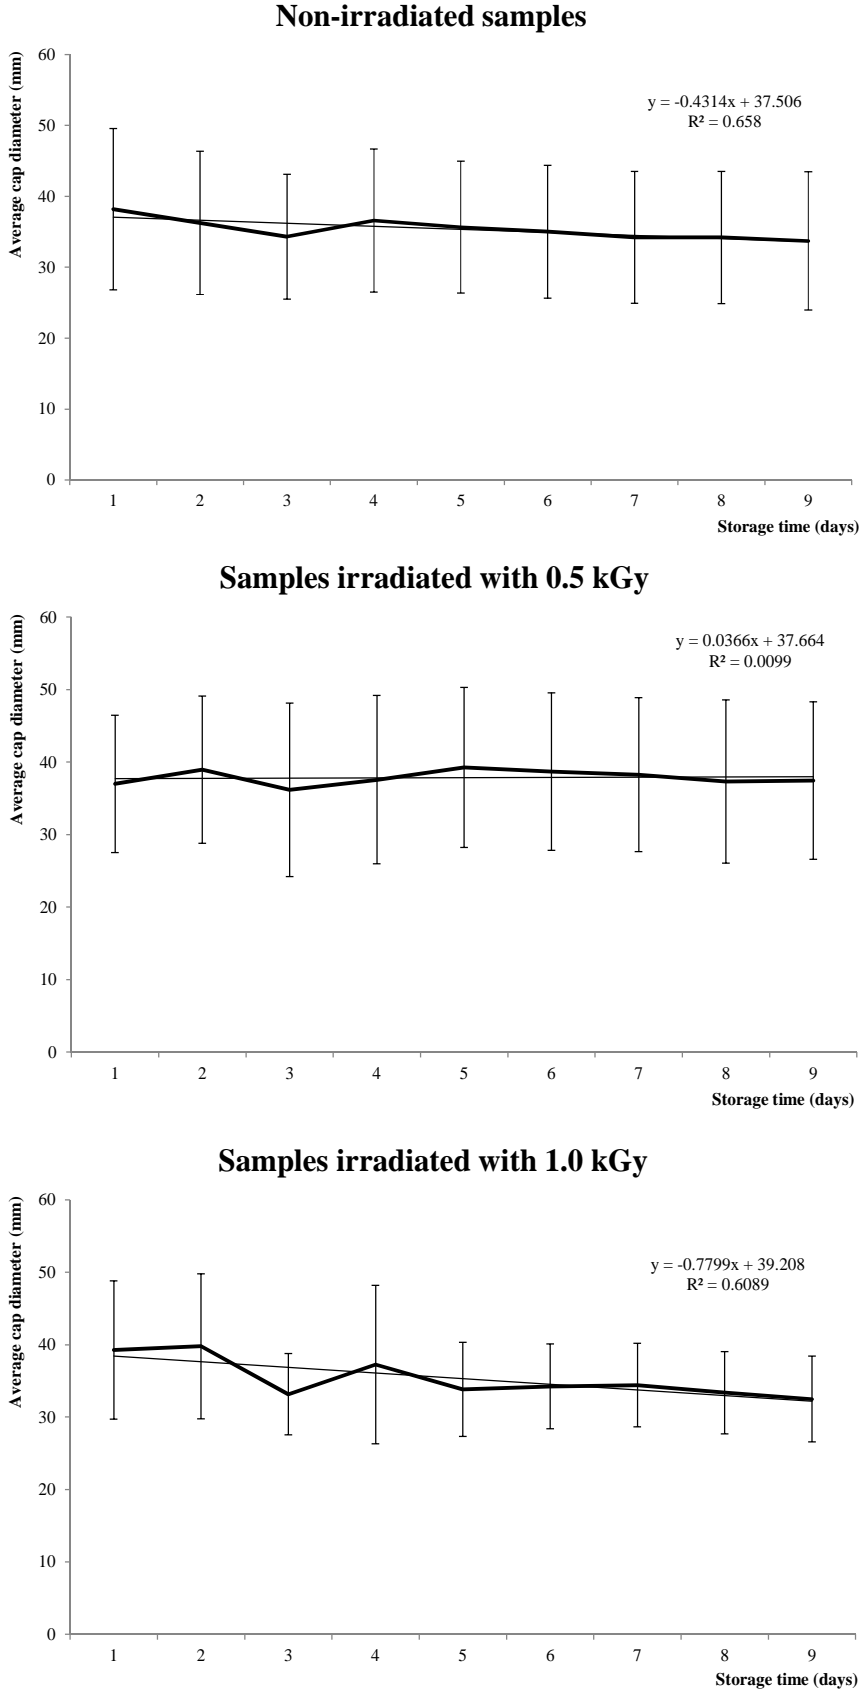 Non-irradiated samples
Average cap diameter (mm)
60
50
40
30
20
10
0
y = -0.4314x + 37.506
R² = 0.658
1 2 3 4 5 6 7 8 9
Storage time (days)
Samples irradiated with 0.5 kGy
Average cap diameter (mm)
60
50
40
30
20
10
0
y = 0.0366x + 37.664
R² = 0.0099
1 2 3 4 5 6 7 8 9
Storage time (days)
Samples irradiated with 1.0 kGy
Average cap diameter (mm)
60
50
40
30
20
10
0
y = -0.7799x + 39.208
R² = 0.6089
1 2 3 4 5 6 7 8 9
Storage time (days)